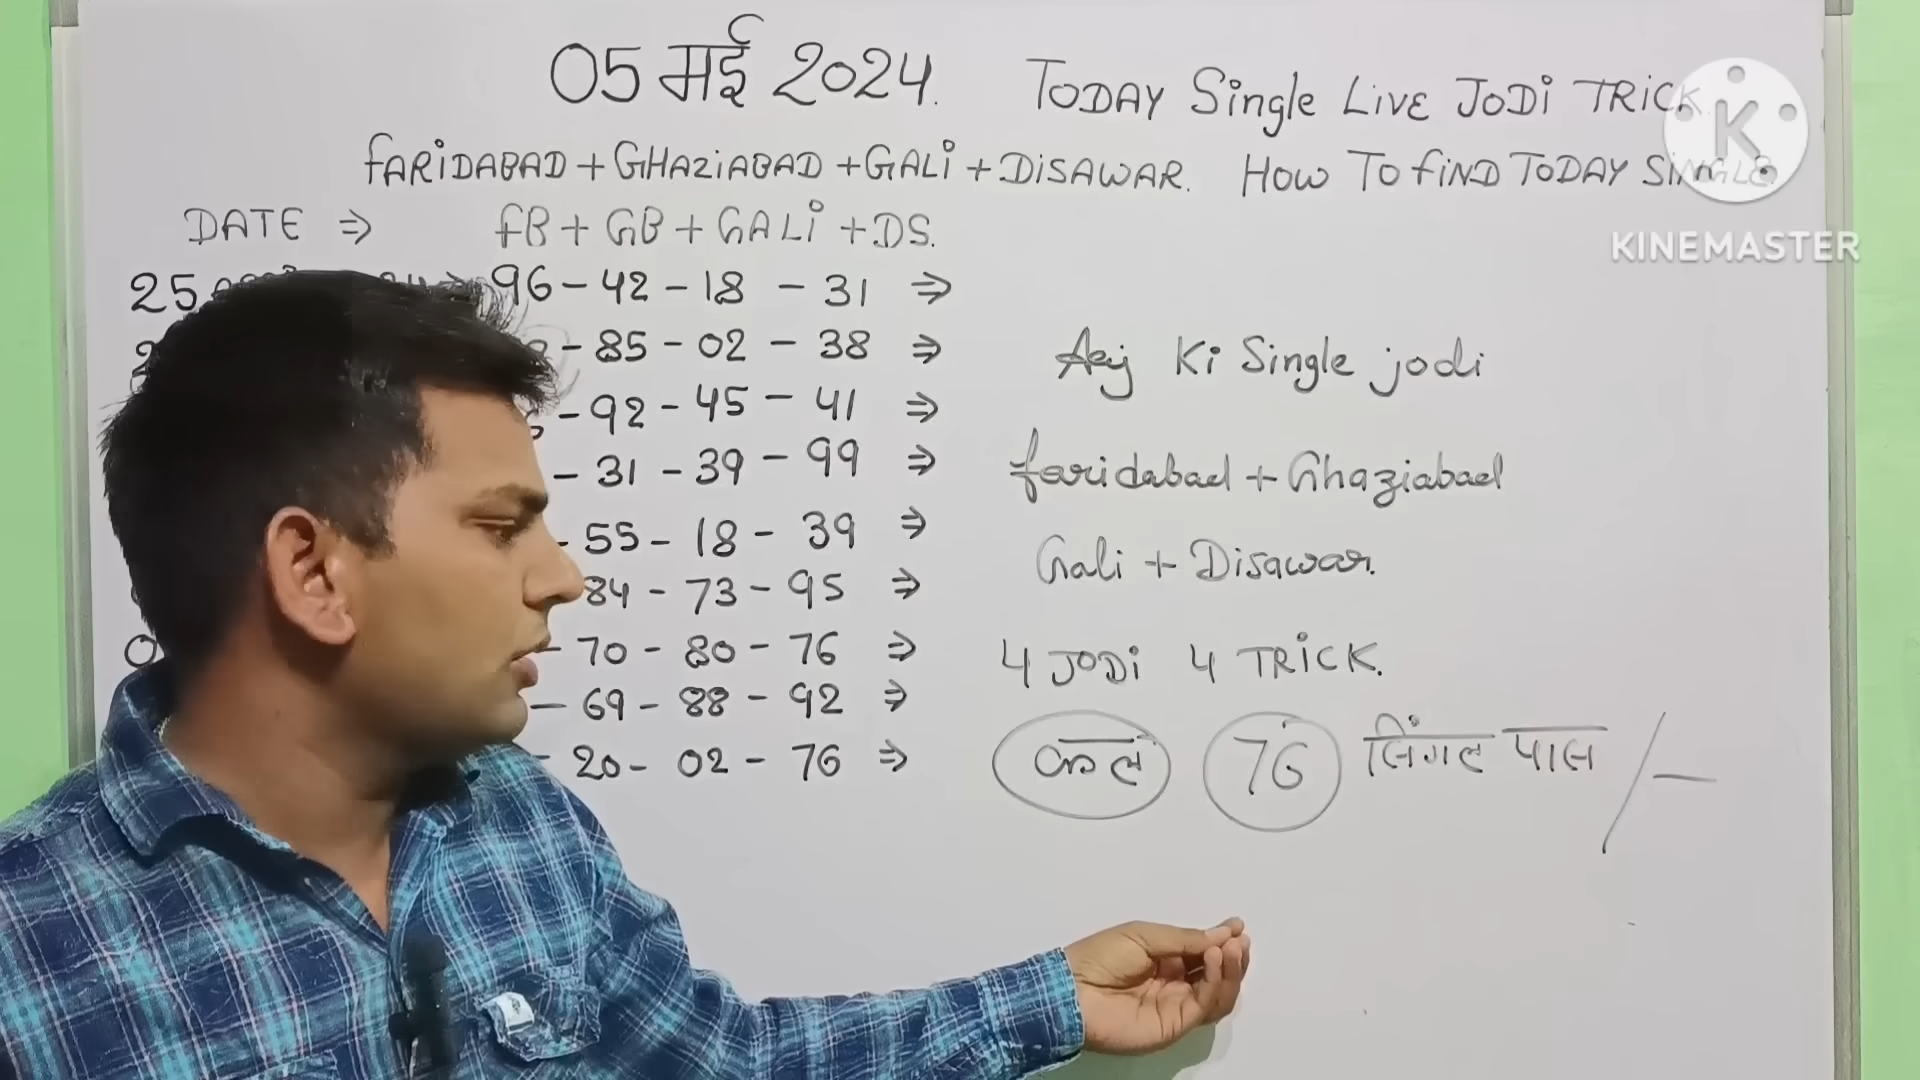 05 मई 2024. TODAY Single LIVE JODi TRiCK
FARiDABAD + GHAZiABAD + GALi + DiSAWAR. HOW TO FiND TODAY SiNGLE
DATE ⇒ FB + GB + GALi + DS.
25 96 - 42 - 18 - 31 ⇒
- 85 - 02 - 38 ⇒
- 92 - 45 - 41 ⇒
- 31 - 39 - 99 ⇒
- 55 - 18 - 39 ⇒
84 - 73 - 95 ⇒
0 - 70 - 80 - 76 ⇒
- 69 - 88 - 92 ⇒
- 20 - 02 - 76 ⇒
Aaj Ki Single jodi
faridabad + Ghaziabad
Gali + Disawar.
4 JODi 4 TRiCK.
कल 76 सिंगल पास /-
K
KINEMASTER